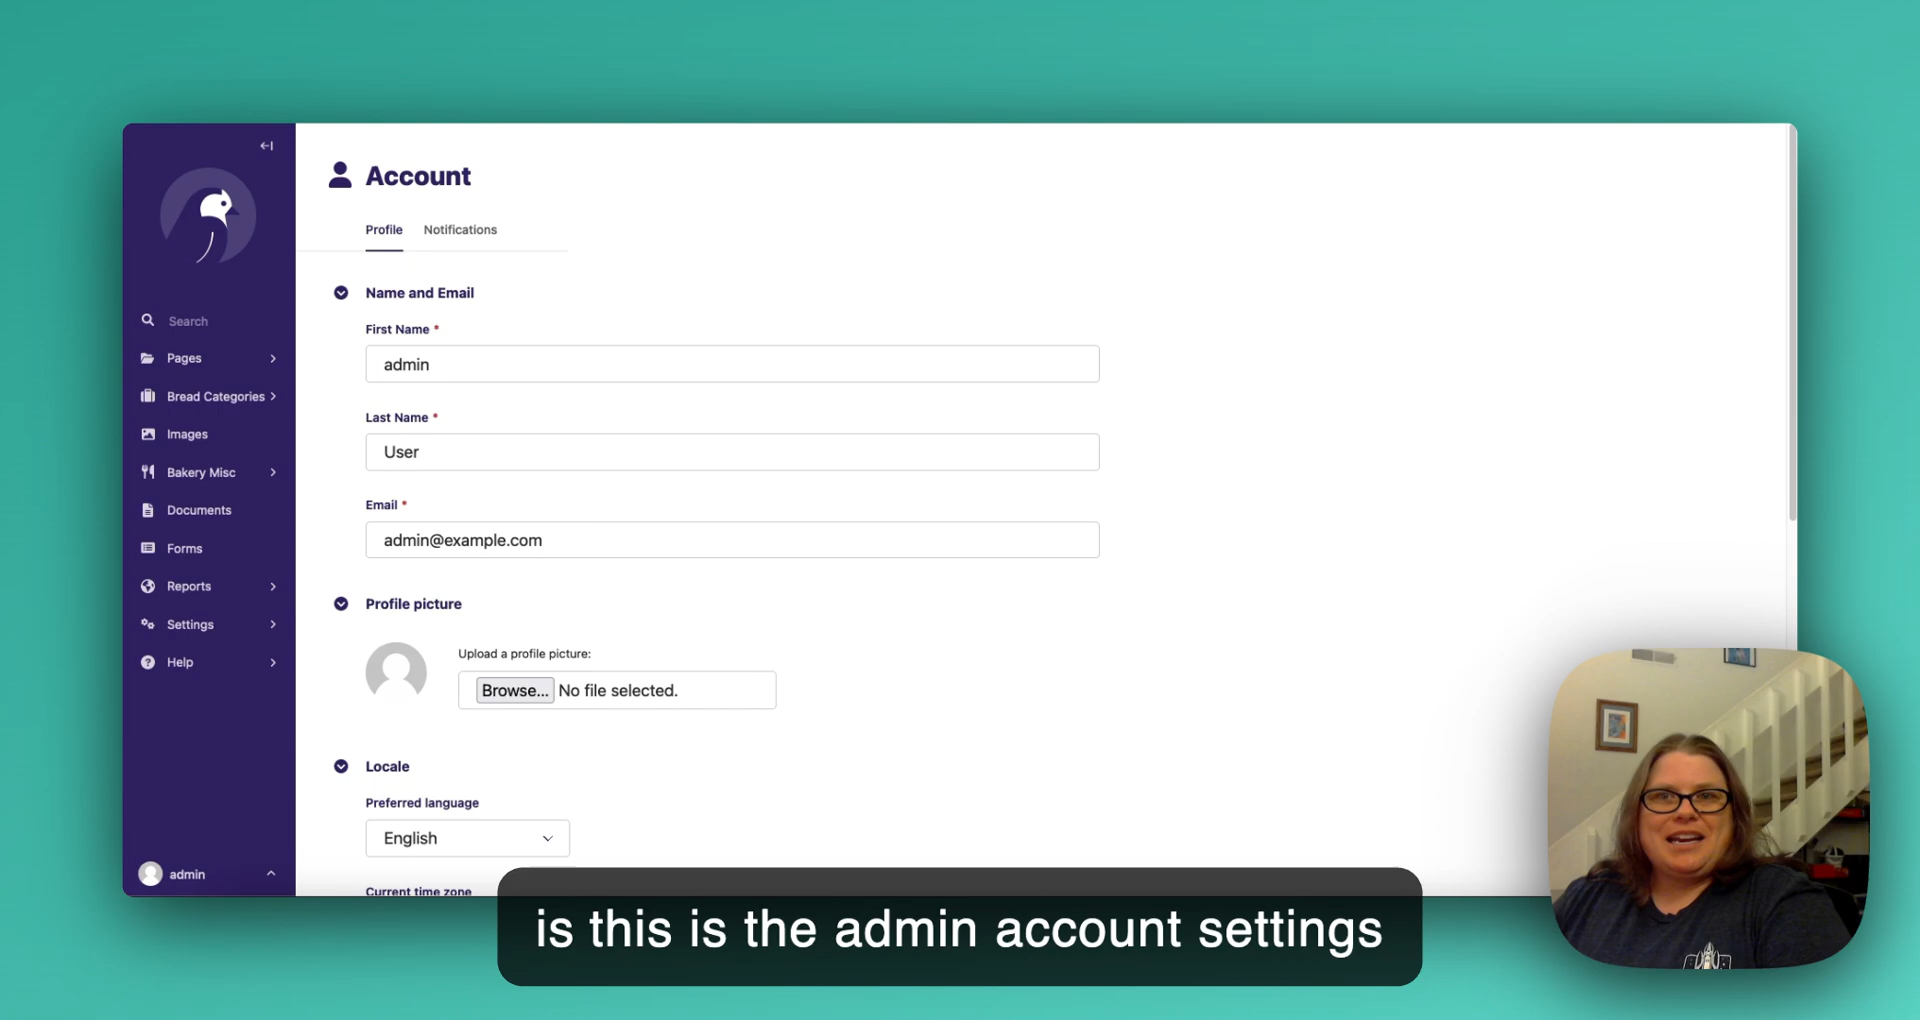 Search
Pages
Bread Categories
Images
Bakery Misc
Documents
Forms
Reports
Settings
Help
admin
Account
Profile Notifications
Name and Email
First Name *
admin
Last Name *
User
Email *
admin@example.com
Profile picture
Upload a profile picture:
Browse... No file selected.
Locale
Preferred language
English
Current time zone
is this is the admin account settings